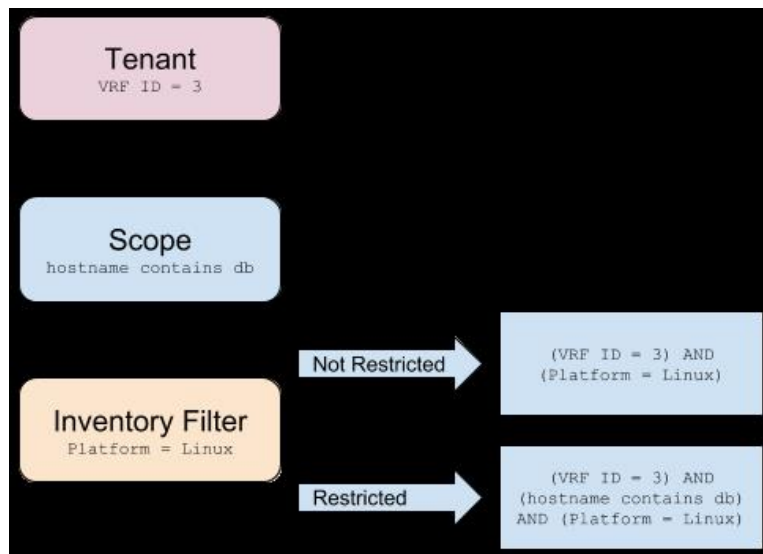 Tenant
VRF ID = 3
Scope
hostname contains db
Not Restricted
(VRF ID = 3) AND
(Platform = Linux)
Inventory Filter
Platform = Linux
Restricted
(VRF ID = 3) AND
(hostname contains db)
AND (Platform = Linux)